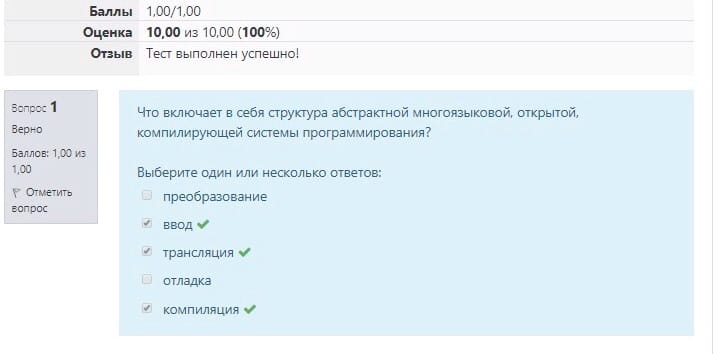 Баллы 1,00/1,00
Оценка 10,00 из 10,00 (100%)
Отзыв Тест выполнен успешно!
Вопрос 1
Верно
Баллов: 1,00 из
1,00
Отметить
вопрос
Что включает в себя структура абстрактной многоязыковой, открытой,
компилирующей системы программирования?
Выберите один или несколько ответов:
преобразование
ввод
трансляция
отладка
компиляция